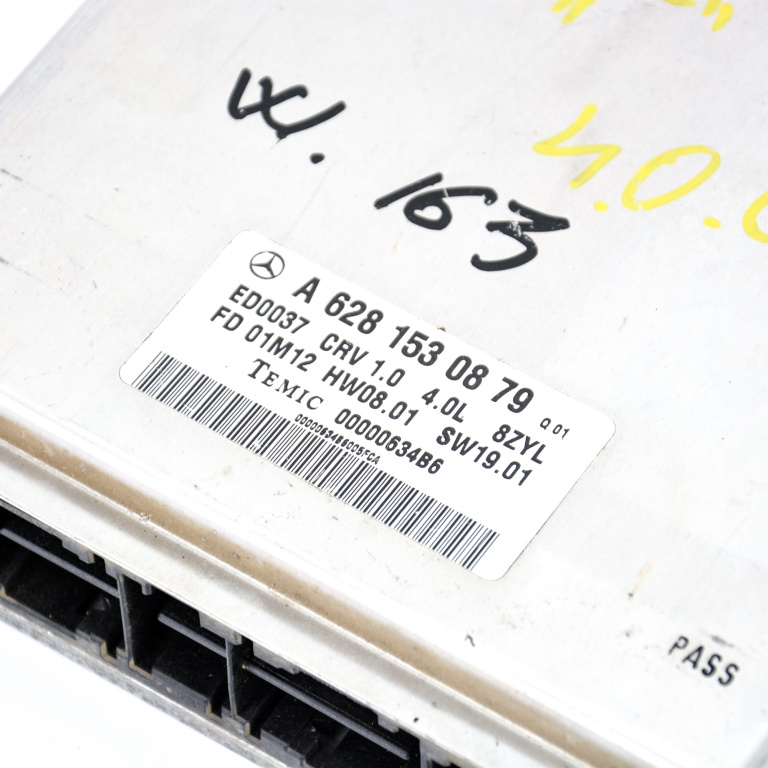 W. 163
4.0.
A 628 153 08 79 Q 01
ED0037 CRV 1.0 4.0L 8ZYL
FD 01M12 HW08.01 SW19.01
TEMIC 00000634B6
PASS